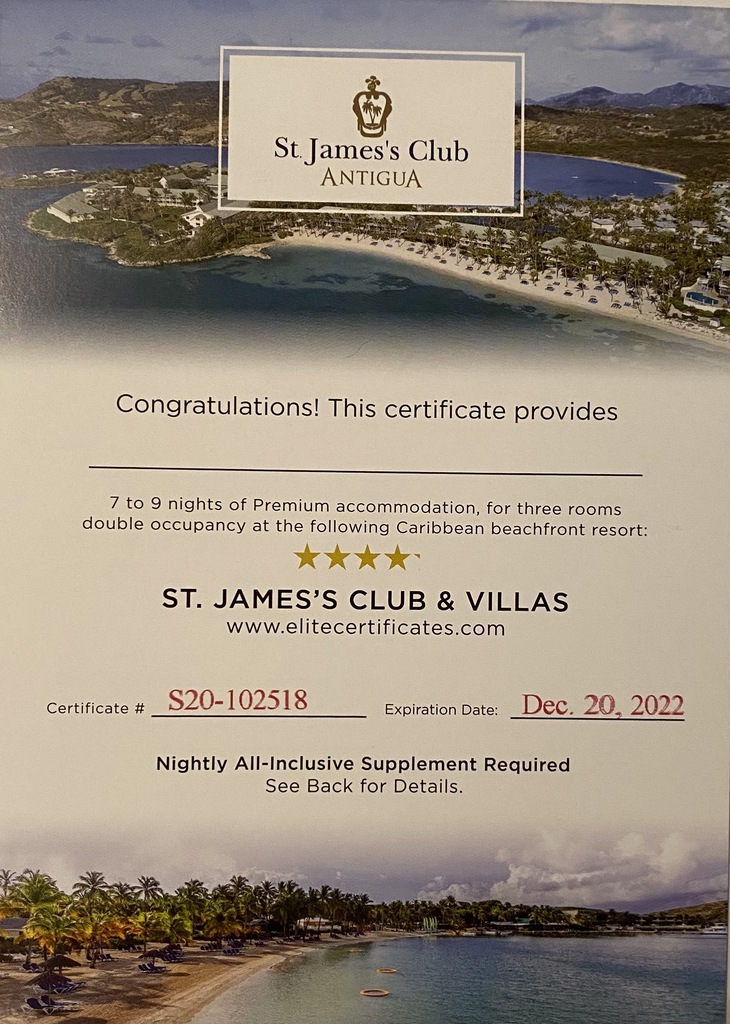 St. James's Club
ANTIGUA
Congratulations! This certificate provides
7 to 9 nights of Premium accommodation, for three rooms
double occupancy at the following Caribbean beachfront resort:
ST. JAMES'S CLUB & VILLAS
www.elitecertificates.com
Certificate # S20-102518 Expiration Date: Dec. 20, 2022
Nightly All-Inclusive Supplement Required
See Back for Details.